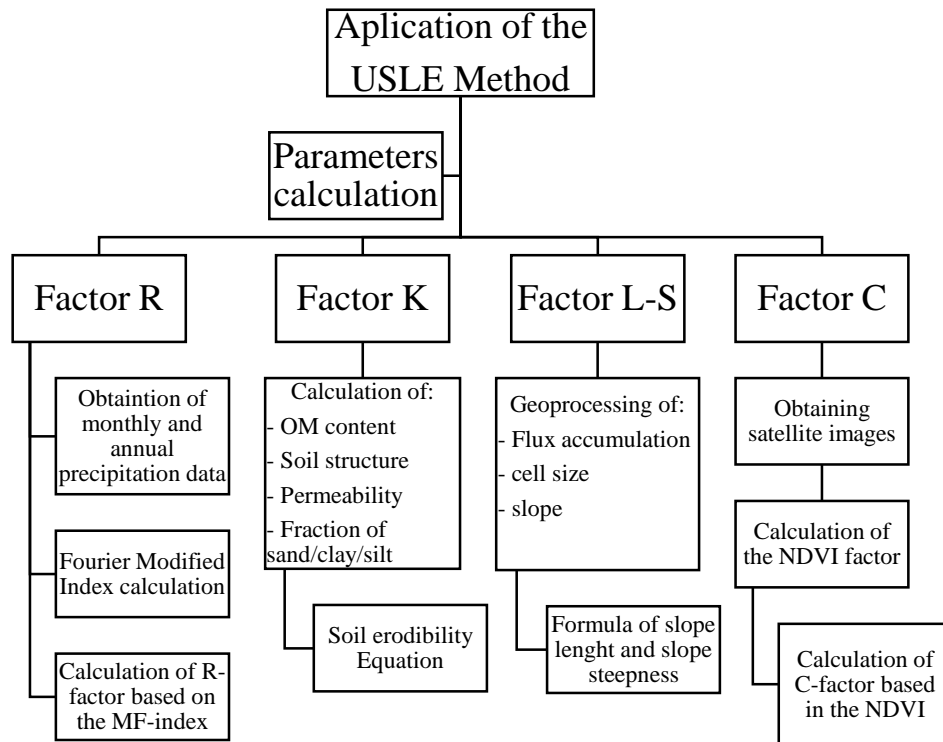 Aplication of the
USLE Method
Parameters
calculation
Factor R
Factor K
Factor L-S
Factor C
Obtaintion of
monthly and
annual
precipitation data
Fourier Modified
Index calculation
Calculation of R-
factor based on
the MF-index
Calculation of:
- OM content
- Soil structure
- Permeability
- Fraction of
sand/clay/silt
Soil erodibility
Equation
Geoprocessing of:
- Flux accumulation
- cell size
- slope
Formula of slope
lenght and slope
steepness
Obtaining
satellite images
Calculation of
the NDVI factor
Calculation of
C-factor based
in the NDVI